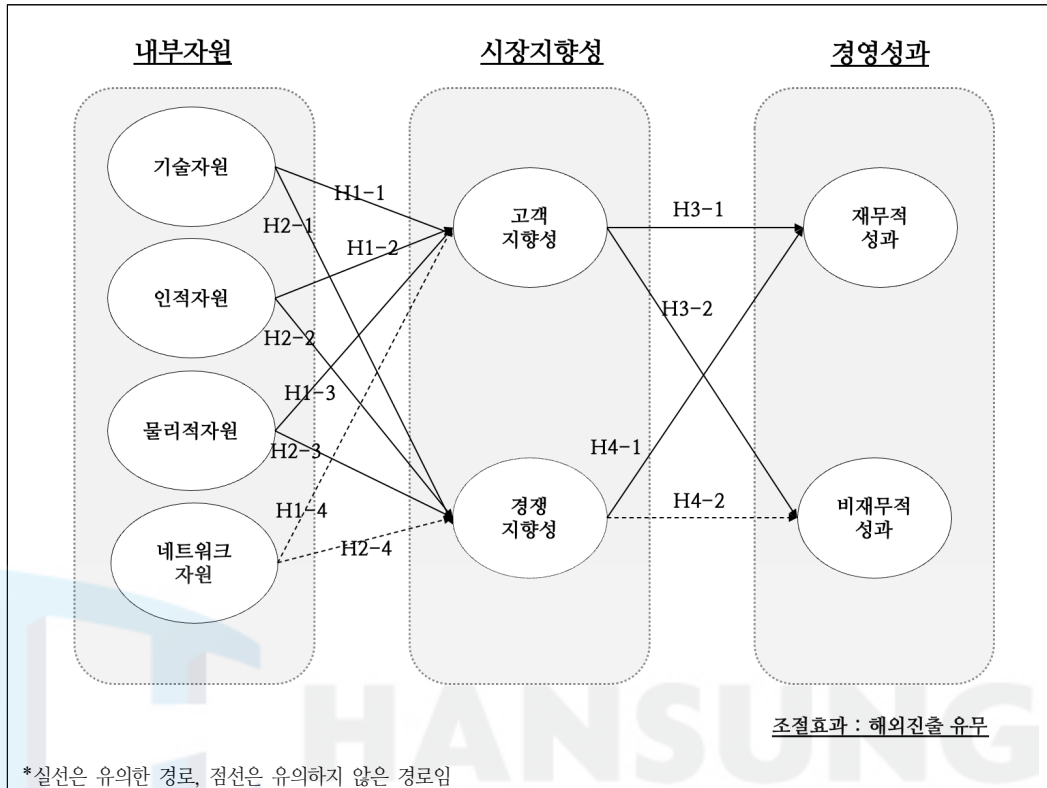 내부자원
시장지향성
경영성과
기술자원
인적자원
물리적자원
네트워크
자원
H1-1
H2-1
H1-2
H2-2
H1-3
H2-3
H1-4
H2-4
고객
지향성
경쟁
지향성
H3-1
H3-2
H4-1
H4-2
재무적
성과
비재무적
성과
조절효과 : 해외진출 유무
HANSUNG
*실선은 유의한 경로, 점선은 유의하지 않은 경로임